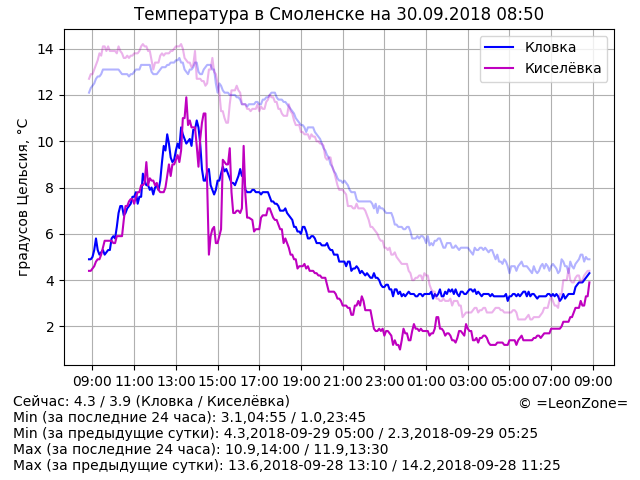 Температура в Смоленске на 30.09.2018 08:50
градусов Цельсия, °C
14
12
10
8
6
4
2
Кловка
Киселёвка
09:00 11:00 13:00 15:00 17:00 19:00 21:00 23:00 01:00 03:00 05:00 07:00 09:00
Сейчас: 4.3 / 3.9 (Кловка / Киселёвка)
© =LeonZone=
Min (за последние 24 часа): 3.1,04:55 / 1.0,23:45
Min (за предыдущие сутки): 4.3,2018-09-29 05:00 / 2.3,2018-09-29 05:25
Max (за последние 24 часа): 10.9,14:00 / 11.9,13:30
Max (за предыдущие сутки): 13.6,2018-09-28 13:10 / 14.2,2018-09-28 11:25